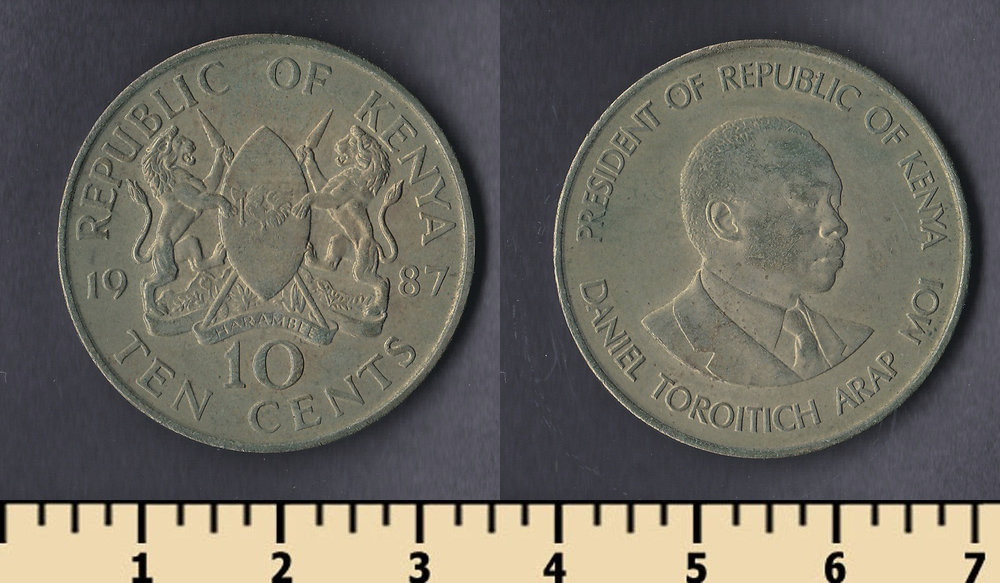 REPUBLIC OF KENYA
19 87
HARAMBEE
10
TEN CENTS
PRESIDENT OF REPUBLIC OF KENYA
DANIEL TOROITICH ARAP MOÏ
1 2 3 4 5 6 7